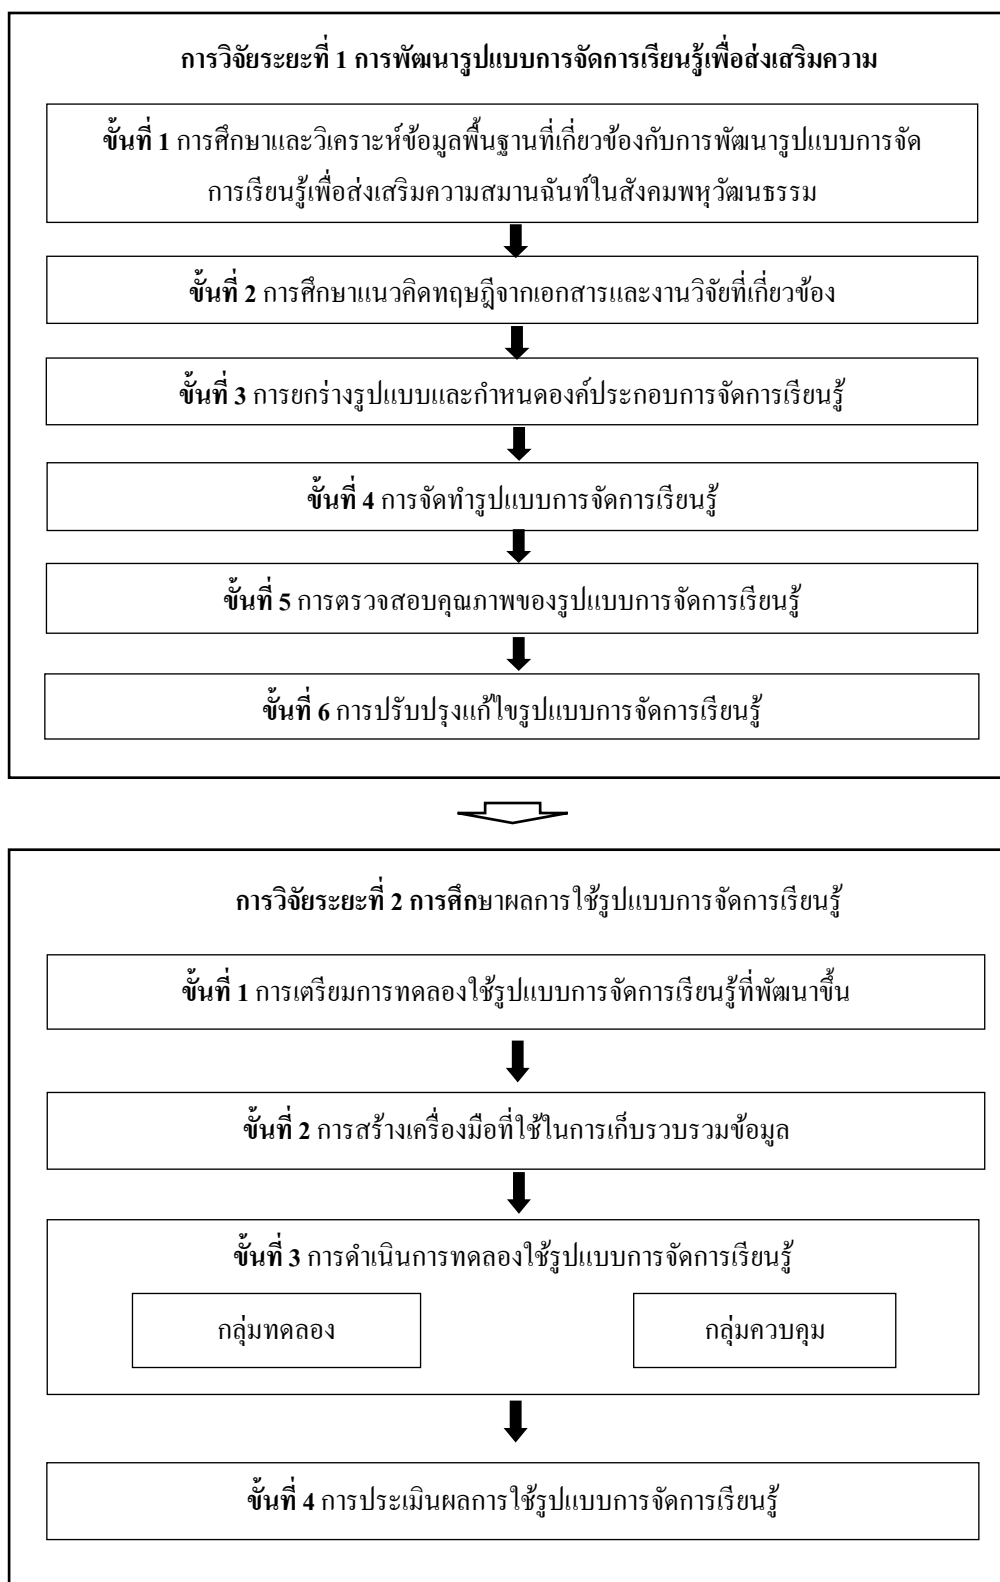 การวิจัยระยะที่ 1 การพัฒนารูปแบบการจัดการเรียนรู้เพื่อส่งเสริมความ
ขั้นที่ 1 การศึกษาและวิเคราะห์ข้อมูลพื้นฐานที่เกี่ยวข้องกับการพัฒนารูปแบบการจัด
การเรียนรู้เพื่อส่งเสริมความสมานฉันท์ในสังคมพหุวัฒนธรรม
ขั้นที่ 2 การศึกษาแนวคิดทฤษฎีจากเอกสารและงานวิจัยที่เกี่ยวข้อง
ขั้นที่ 3 การยกร่างรูปแบบและกำหนดองค์ประกอบการจัดการเรียนรู้
ขั้นที่ 4 การจัดทำรูปแบบการจัดการเรียนรู้
ขั้นที่ 5 การตรวจสอบคุณภาพของรูปแบบการจัดการเรียนรู้
ขั้นที่ 6 การปรับปรุงแก้ไขรูปแบบการจัดการเรียนรู้
การวิจัยระยะที่ 2 การศึกษาผลการใช้รูปแบบการจัดการเรียนรู้
ขั้นที่ 1 การเตรียมการทดลองใช้รูปแบบการจัดการเรียนรู้ที่พัฒนาขึ้น
ขั้นที่ 2 การสร้างเครื่องมือที่ใช้ในการเก็บรวบรวมข้อมูล
ขั้นที่ 3 การดำเนินการทดลองใช้รูปแบบการจัดการเรียนรู้
กลุ่มทดลอง
กลุ่มควบคุม
ขั้นที่ 4 การประเมินผลการใช้รูปแบบการจัดการเรียนรู้